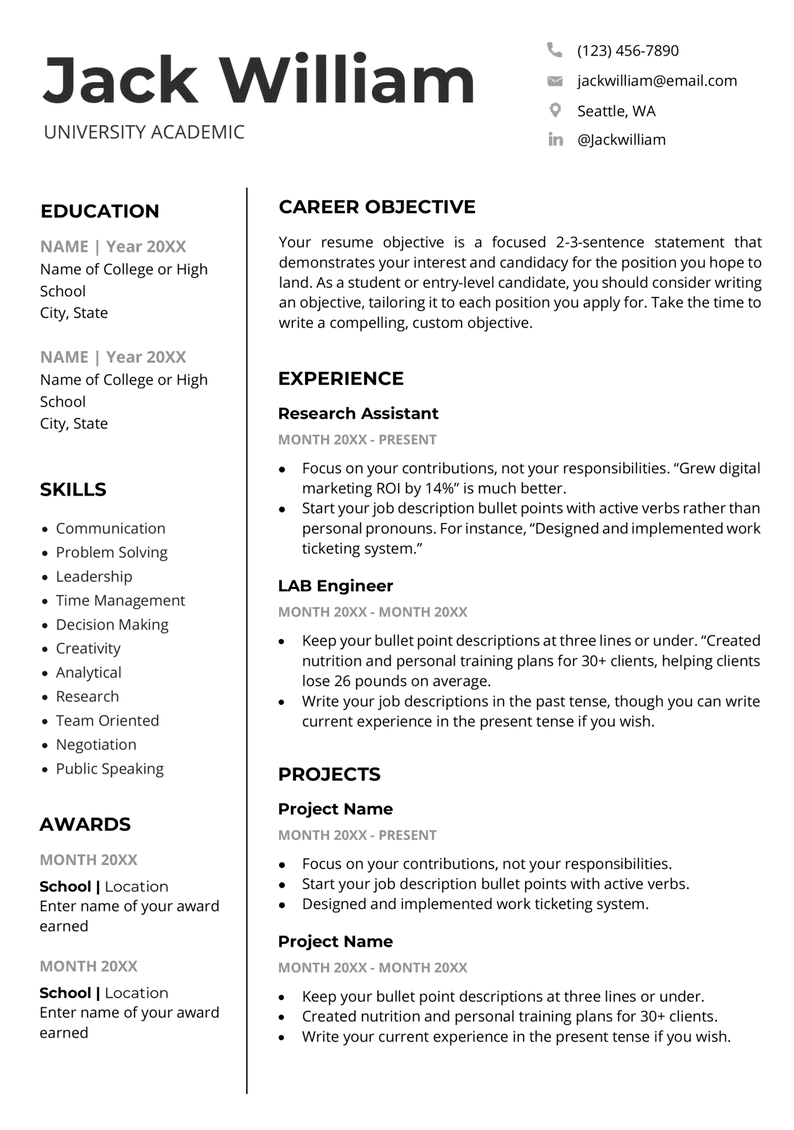 Jack William
UNIVERSITY ACADEMIC
(123) 456-7890
jackwilliam@email.com
Seattle, WA
@Jackwilliam
EDUCATION
NAME | Year 20XX
Name of College or High
School
City, State
NAME | Year 20XX
Name of College or High
School
City, State
SKILLS
• Communication
• Problem Solving
• Leadership
• Time Management
• Decision Making
• Creativity
• Analytical
• Research
• Team Oriented
• Negotiation
• Public Speaking
AWARDS
MONTH 20XX
School | Location
Enter name of your award
earned
MONTH 20XX
School | Location
Enter name of your award
earned
CAREER OBJECTIVE
Your resume objective is a focused 2-3-sentence statement that
demonstrates your interest and candidacy for the position you hope to
land. As a student or entry-level candidate, you should consider writing
an objective, tailoring it to each position you apply for. Take the time to
write a compelling, custom objective.
EXPERIENCE
Research Assistant
MONTH 20XX - PRESENT
• Focus on your contributions, not your responsibilities. “Grew digital
marketing ROI by 14%” is much better.
• Start your job description bullet points with active verbs rather than
personal pronouns. For instance, “Designed and implemented work
ticketing system.”
LAB Engineer
MONTH 20XX - MONTH 20XX
• Keep your bullet point descriptions at three lines or under. “Created
nutrition and personal training plans for 30+ clients, helping clients
lose 26 pounds on average.
• Write your job descriptions in the past tense, though you can write
current experience in the present tense if you wish.
PROJECTS
Project Name
MONTH 20XX - PRESENT
• Focus on your contributions, not your responsibilities.
• Start your job description bullet points with active verbs.
• Designed and implemented work ticketing system.
Project Name
MONTH 20XX - MONTH 20XX
• Keep your bullet point descriptions at three lines or under.
• Created nutrition and personal training plans for 30+ clients.
• Write your current experience in the present tense if you wish.